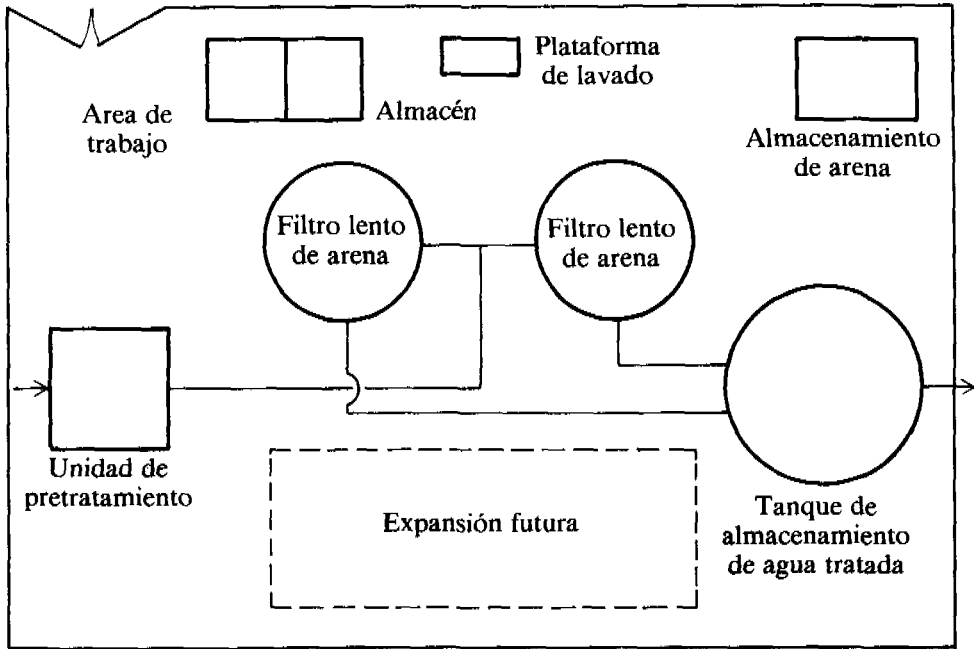 Plataforma
de lavado
Area de
trabajo
Almacén
Almacenamiento
de arena
Filtro lento
de arena
Filtro lento
de arena
Unidad de
pretratamiento
Expansión futura
Tanque de
almacenamiento
de agua tratada